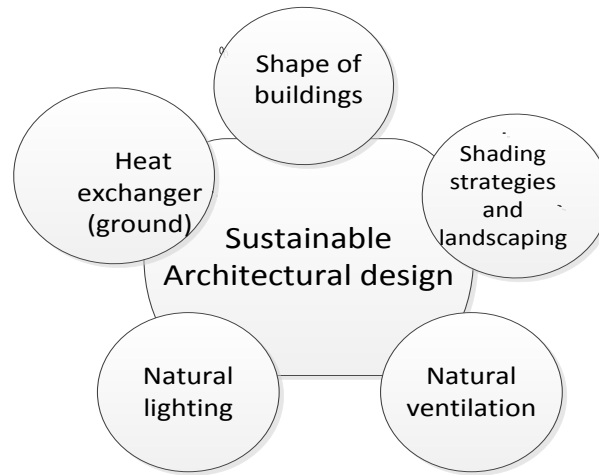 Shape of
buildings
Heat
exchanger
(ground)
Shading
strategies
and
landscaping
Sustainable
Architectural design
Natural
lighting
Natural
ventilation